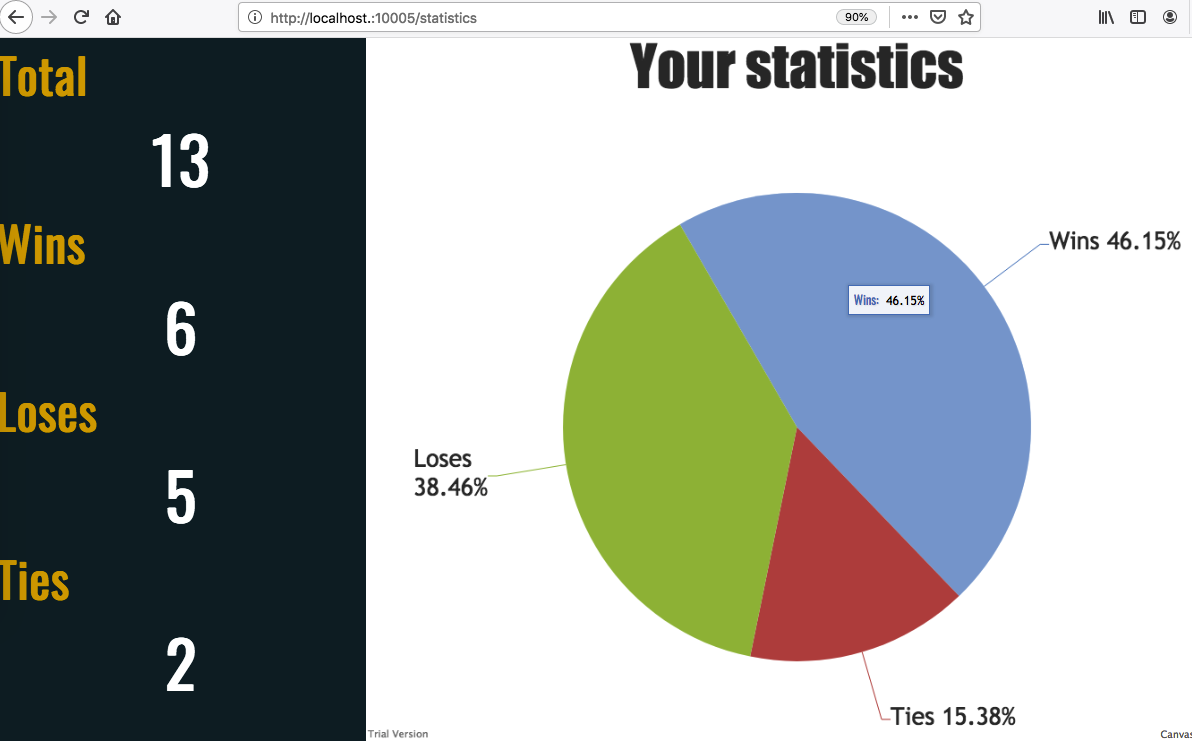 http://localhost.:10005/statistics
90%
Total
13
Wins
6
Loses
5
Ties
2
Your statistics
Wins 46.15%
Wins: 46.15%
Loses
38.46%
Ties 15.38%
Trial Version
Canvas